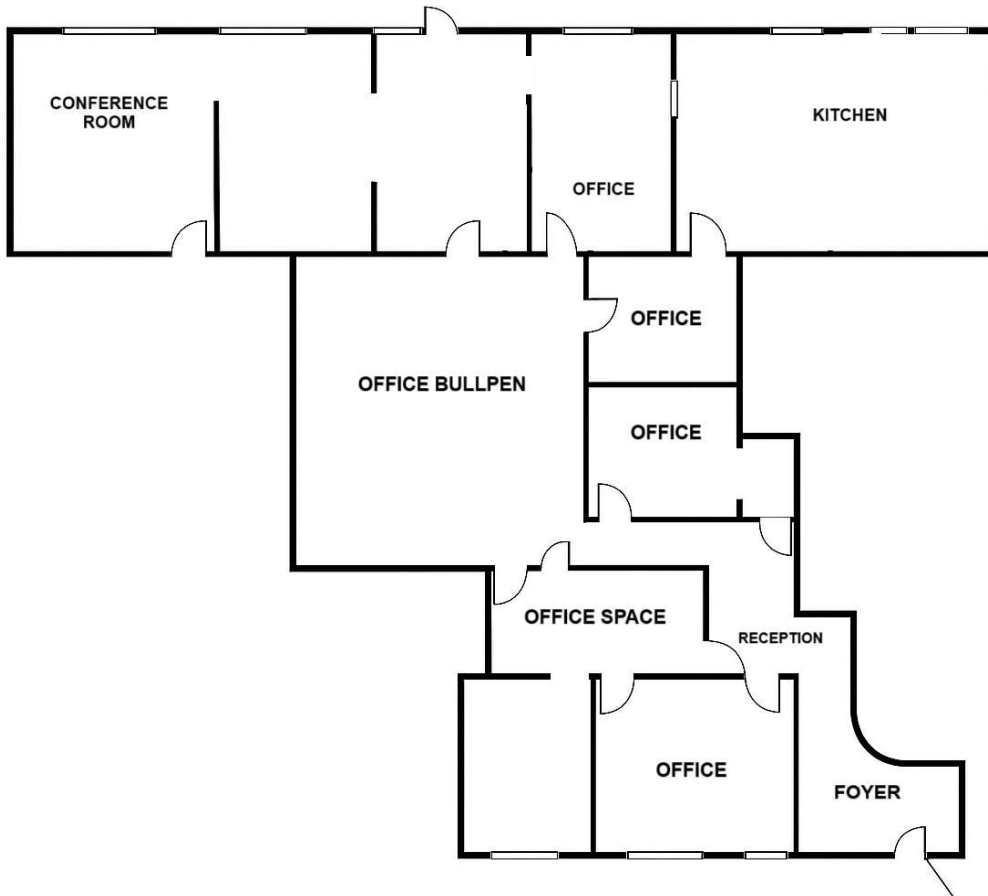 CONFERENCE
ROOM
KITCHEN
OFFICE
OFFICE
OFFICE BULLPEN
OFFICE
OFFICE SPACE
RECEPTION
OFFICE
FOYER